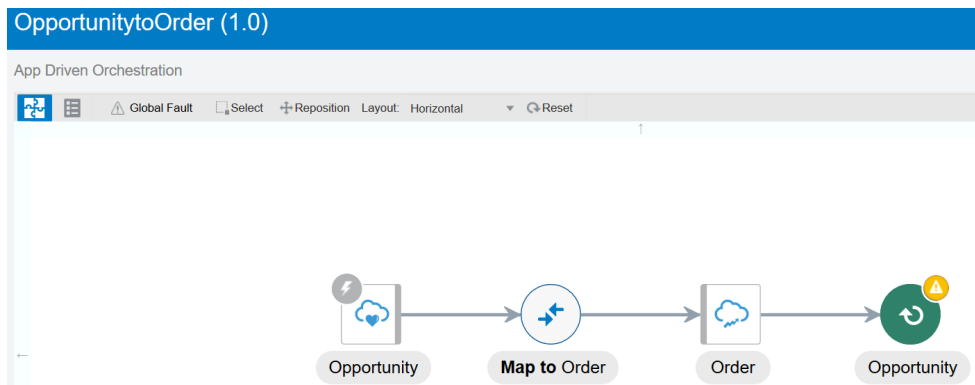 OpportunitytoOrder (1.0)
App Driven Orchestration
Global Fault Select Reposition Layout: Horizontal Reset
Opportunity Map to Order Order Opportunity